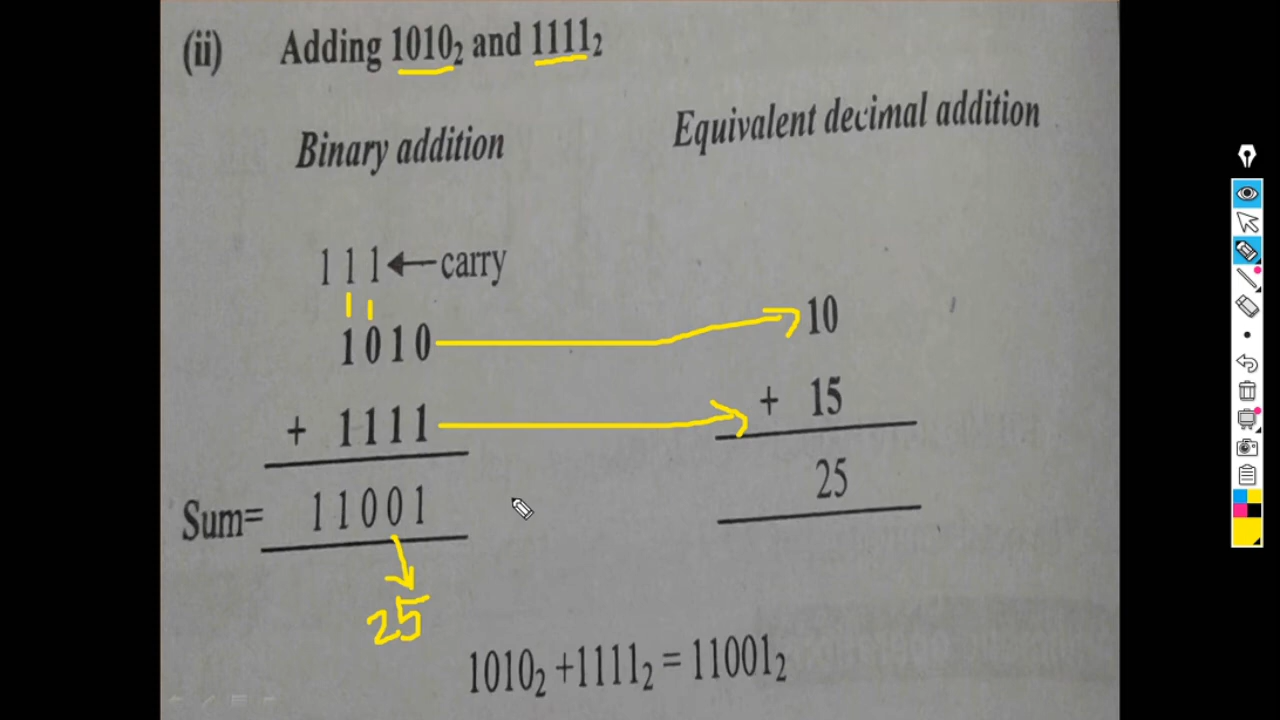 (ii) Adding 1010₂ and 1111₂
Binary addition Equivalent decimal addition
1 1 1 ← carry
1 0 1 0 10
+ 1 1 1 1 + 15
Sum= 1 1 0 0 1 25
25
1010₂ +1111₂ = 11001₂